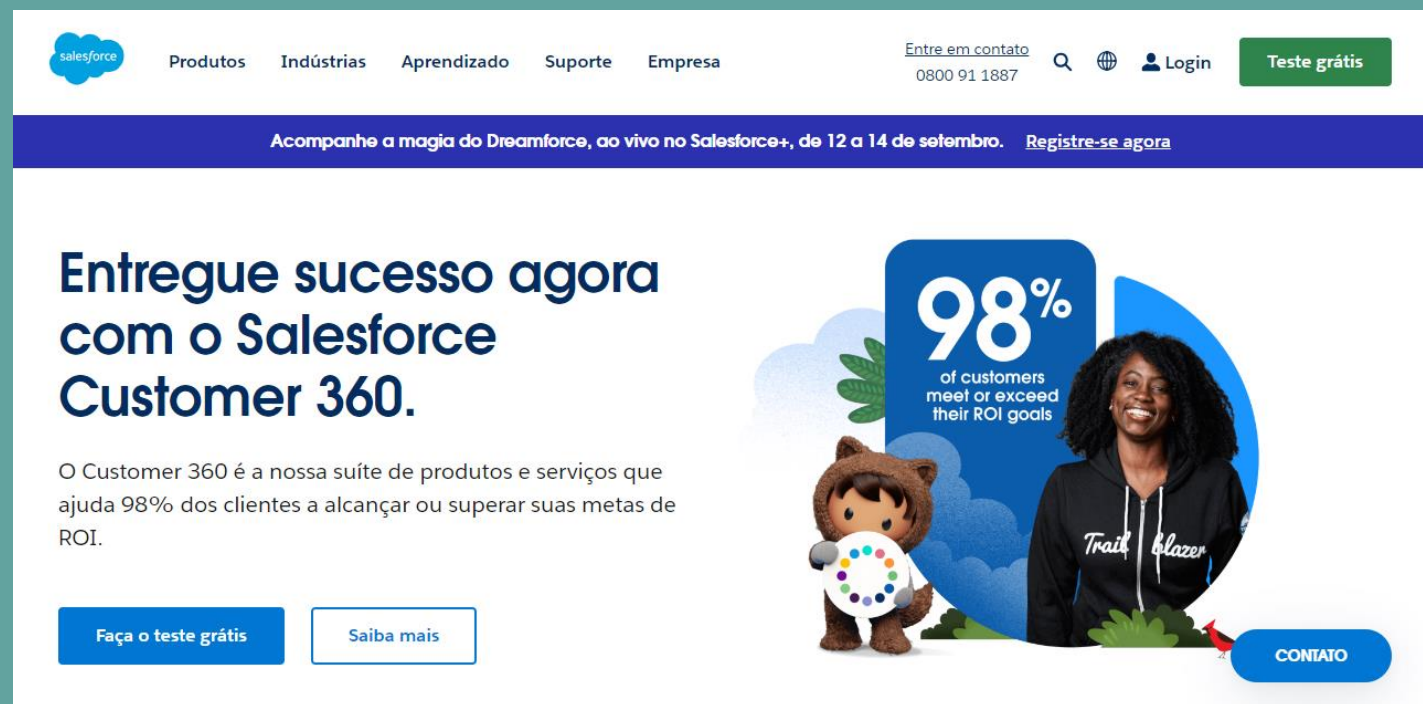 salesforce
Produtos Indústrias Aprendizado Suporte Empresa
Entre em contato
0800 91 1887
Login
Teste grátis
Acompanhe a magia do Dreamforce, ao vivo no Salesforce+, de 12 a 14 de setembro. Registre-se agora
Entregue sucesso agora
com o Salesforce
Customer 360.
O Customer 360 é a nossa suíte de produtos e serviços que
ajuda 98% dos clientes a alcançar ou superar suas metas de
ROI.
Faça o teste grátis
Saiba mais
98%
of customers
meet or exceed
their ROI goals
Trailblazer
CONTATO